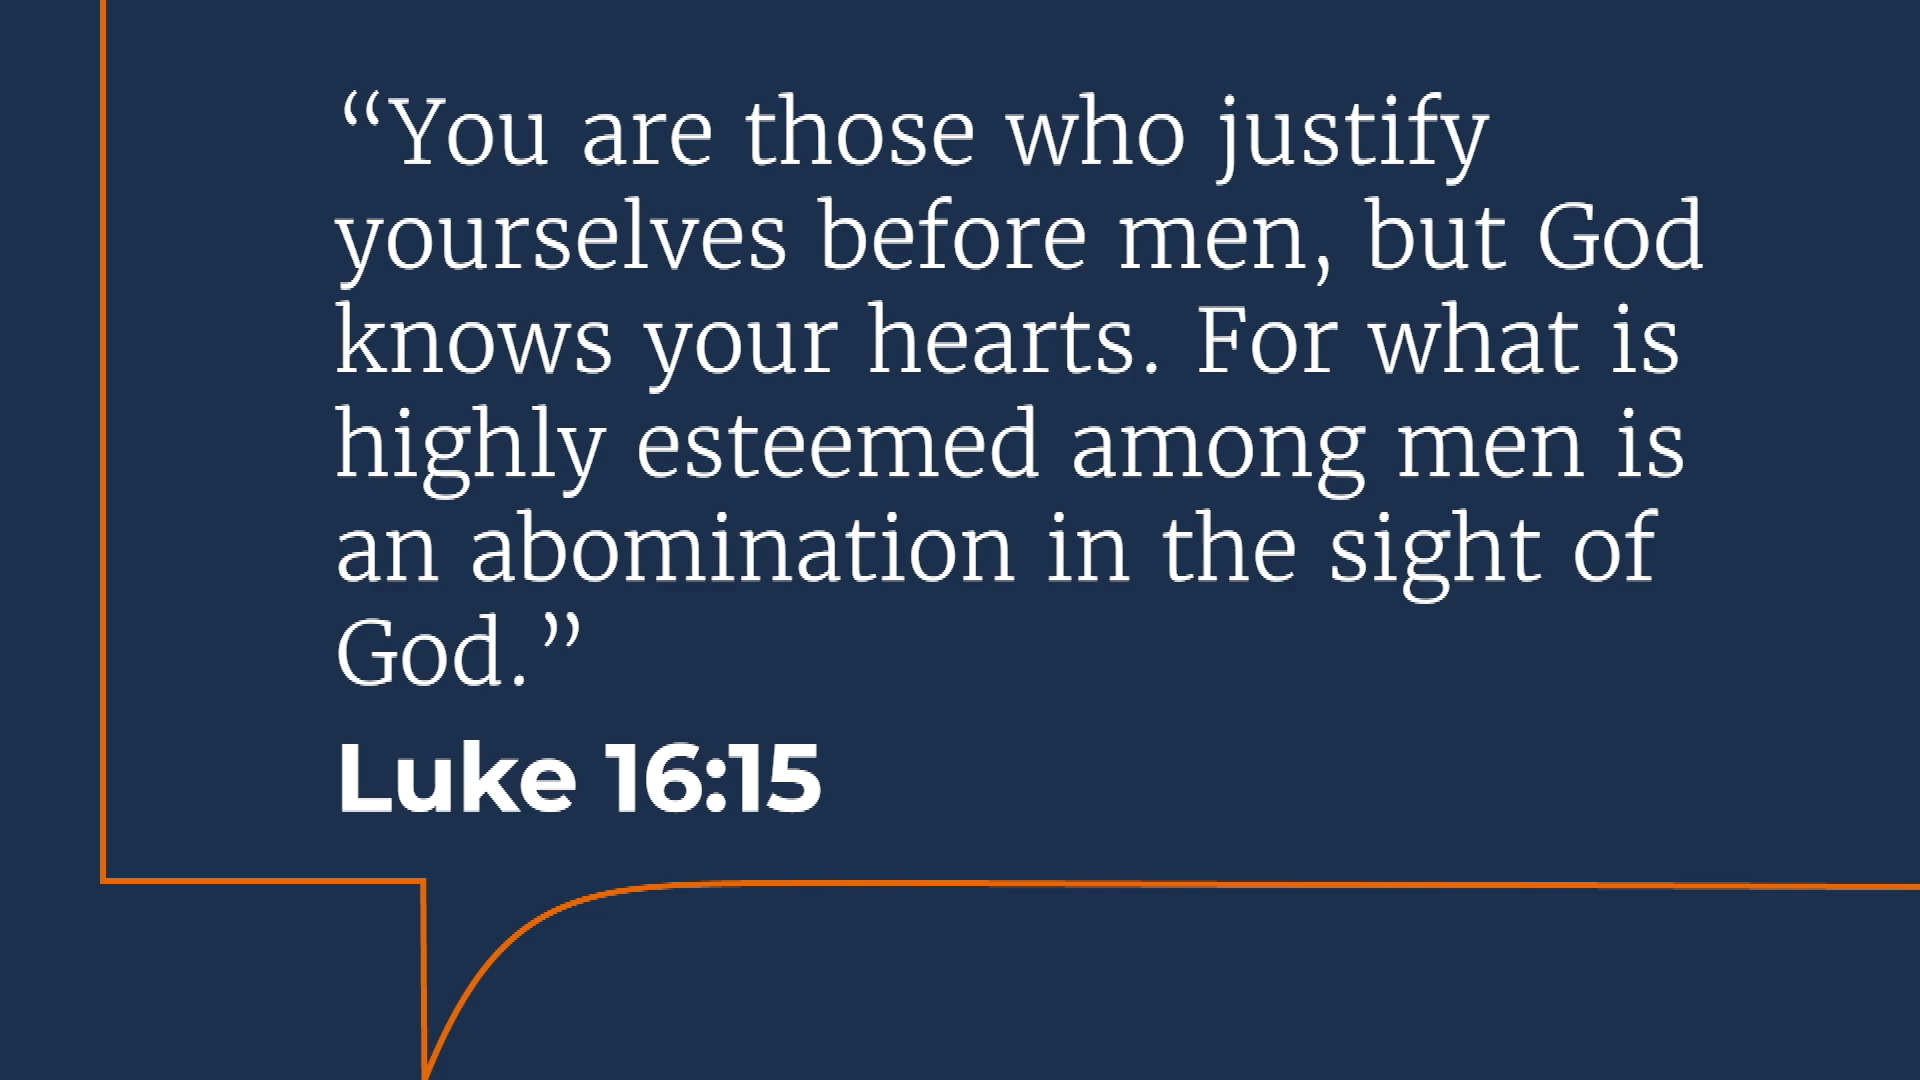 “You are those who justify
yourselves before men, but God
knows your hearts. For what is
highly esteemed among men is
an abomination in the sight of
God.”
Luke 16:15